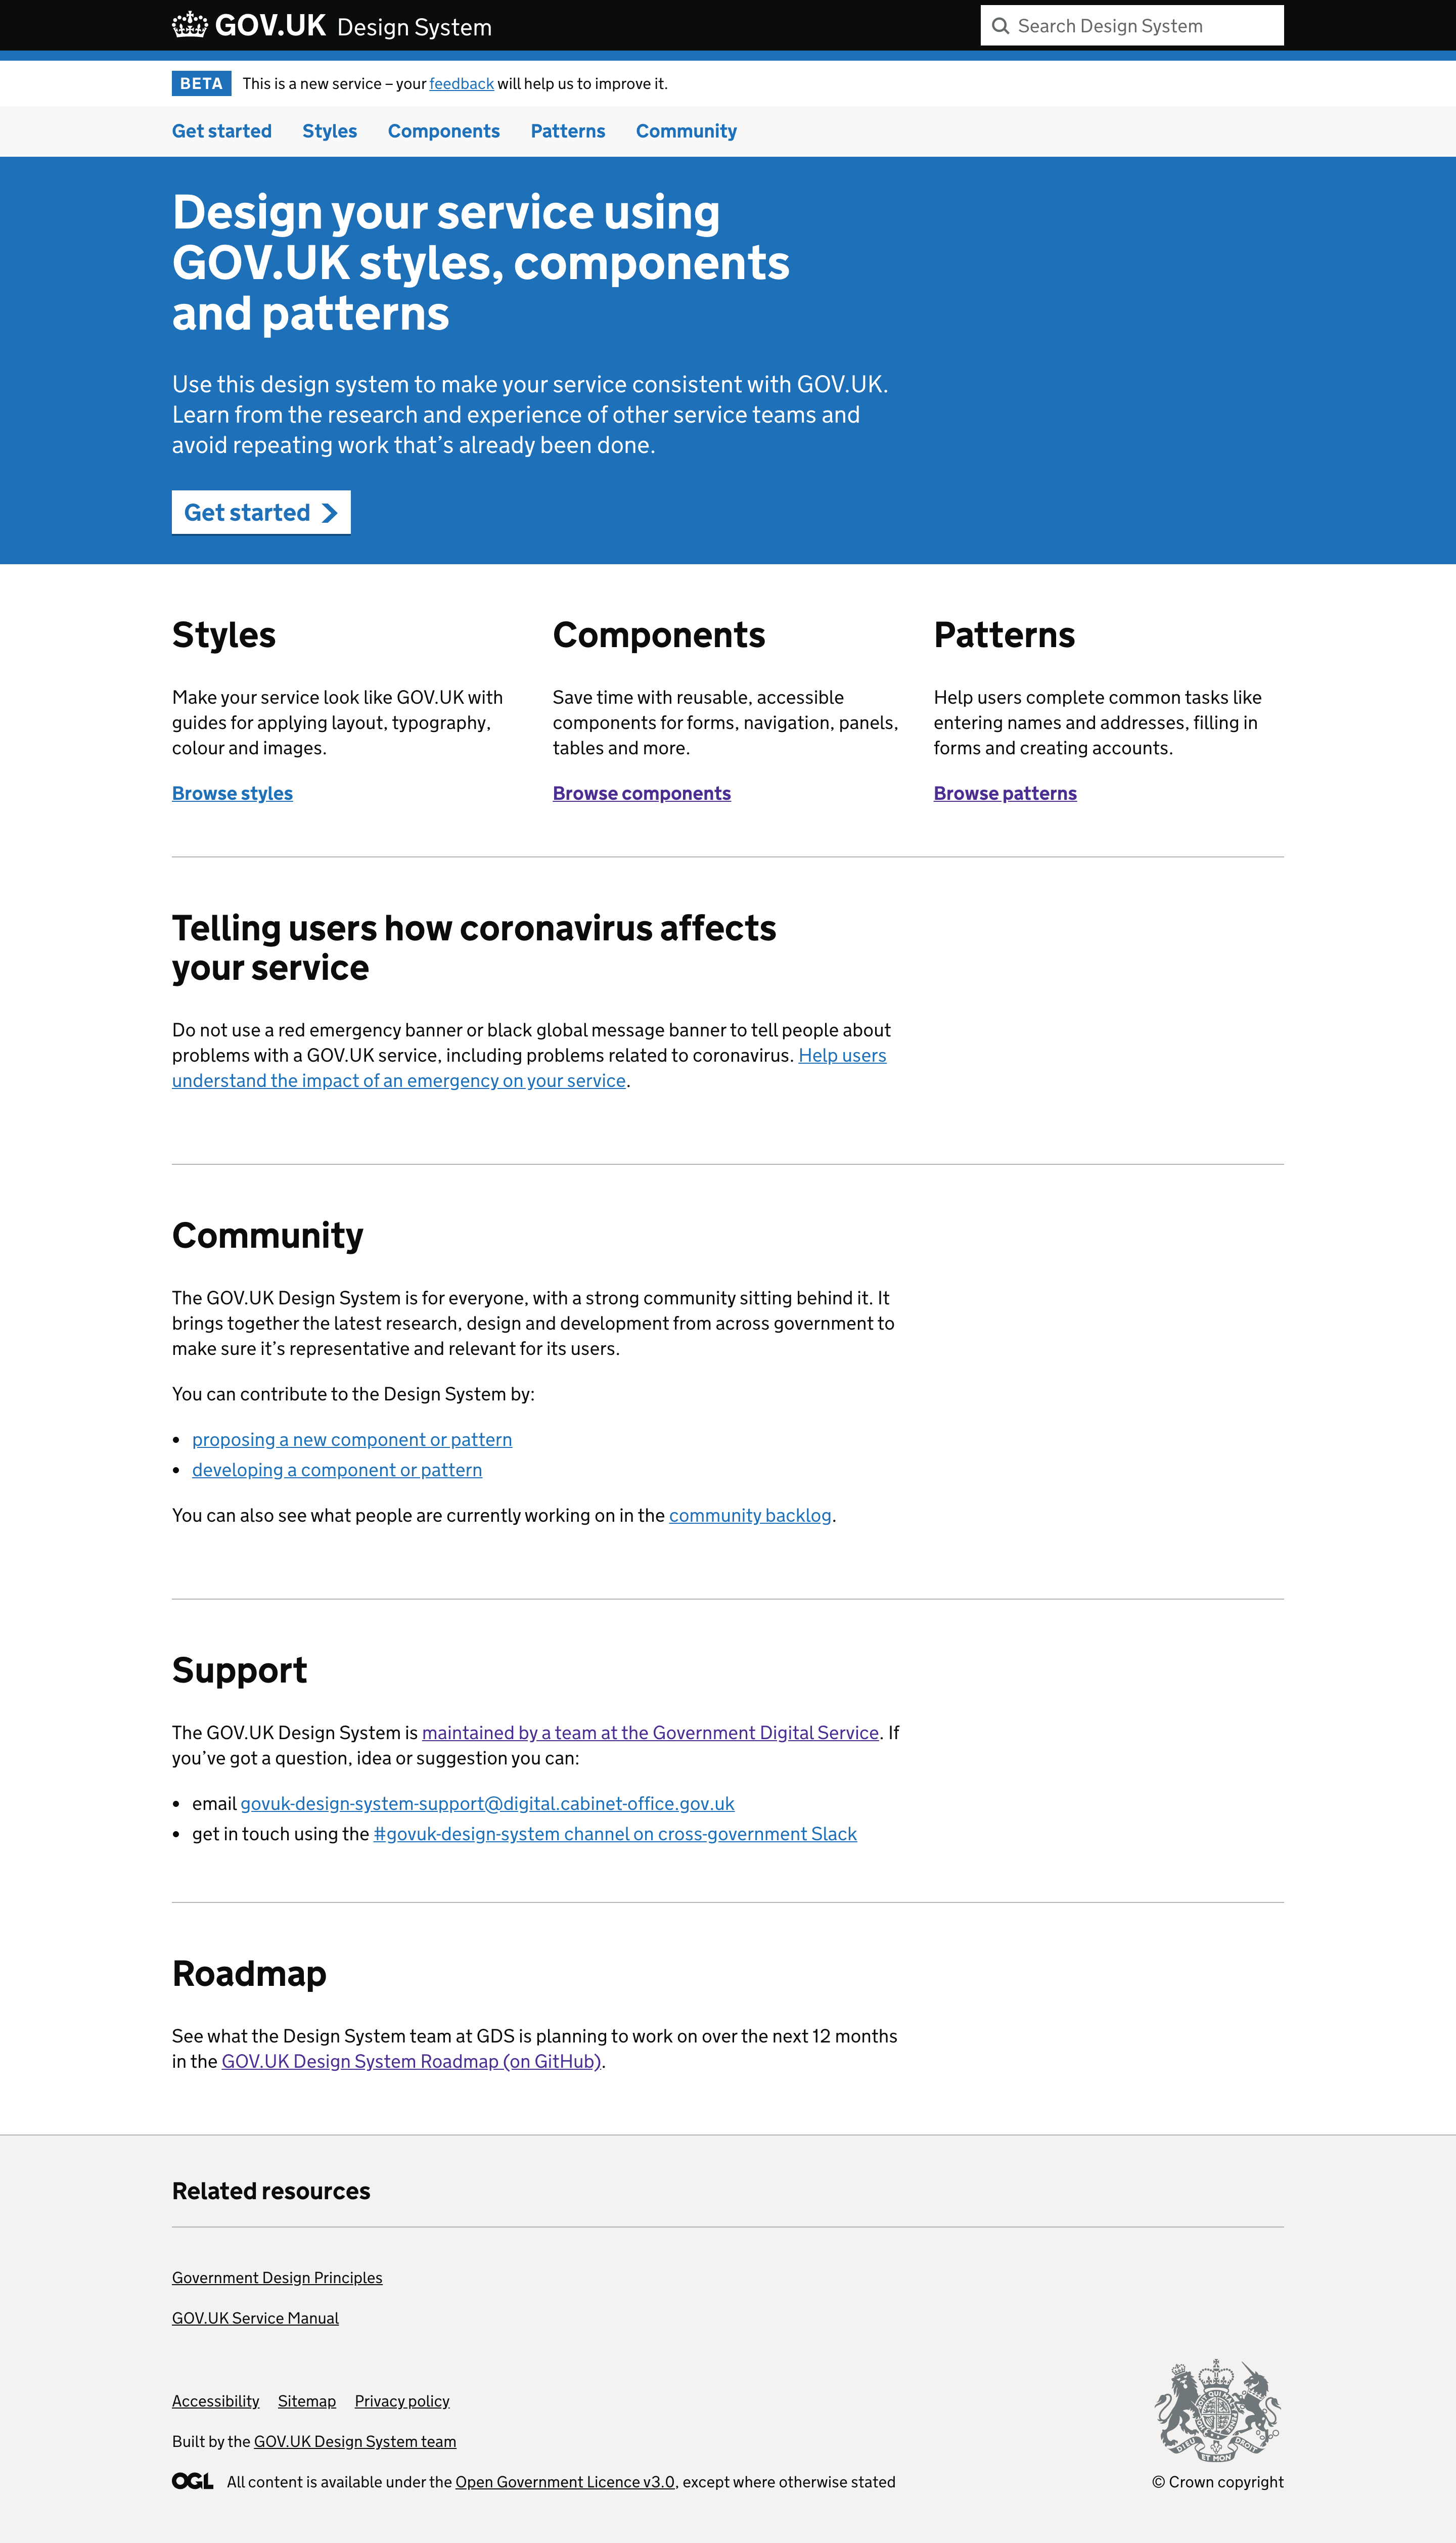 GOV.UK Design System
Search Design System
BETA
This is a new service – your feedback will help us to improve it.
Get started
Styles
Components
Patterns
Community
Design your service using
GOV.UK styles, components
and patterns
Use this design system to make your service consistent with GOV.UK.
Learn from the research and experience of other service teams and
avoid repeating work that’s already been done.
Get started
Styles
Make your service look like GOV.UK with
guides for applying layout, typography,
colour and images.
Browse styles
Components
Save time with reusable, accessible
components for forms, navigation, panels,
tables and more.
Browse components
Patterns
Help users complete common tasks like
entering names and addresses, filling in
forms and creating accounts.
Browse patterns
Telling users how coronavirus affects
your service
Do not use a red emergency banner or black global message banner to tell people about
problems with a GOV.UK service, including problems related to coronavirus. Help users
understand the impact of an emergency on your service.
Community
The GOV.UK Design System is for everyone, with a strong community sitting behind it. It
brings together the latest research, design and development from across government to
make sure it’s representative and relevant for its users.
You can contribute to the Design System by:
• proposing a new component or pattern
• developing a component or pattern
You can also see what people are currently working on in the community backlog.
Support
The GOV.UK Design System is maintained by a team at the Government Digital Service. If
you’ve got a question, idea or suggestion you can:
• email govuk-design-system-support@digital.cabinet-office.gov.uk
• get in touch using the #govuk-design-system channel on cross-government Slack
Roadmap
See what the Design System team at GDS is planning to work on over the next 12 months
in the GOV.UK Design System Roadmap (on GitHub).
Related resources
Government Design Principles
GOV.UK Service Manual
Accessibility
Sitemap
Privacy policy
Built by the GOV.UK Design System team
OGL
All content is available under the Open Government Licence v3.0, except where otherwise stated
DIEU ET MON DROIT
© Crown copyright